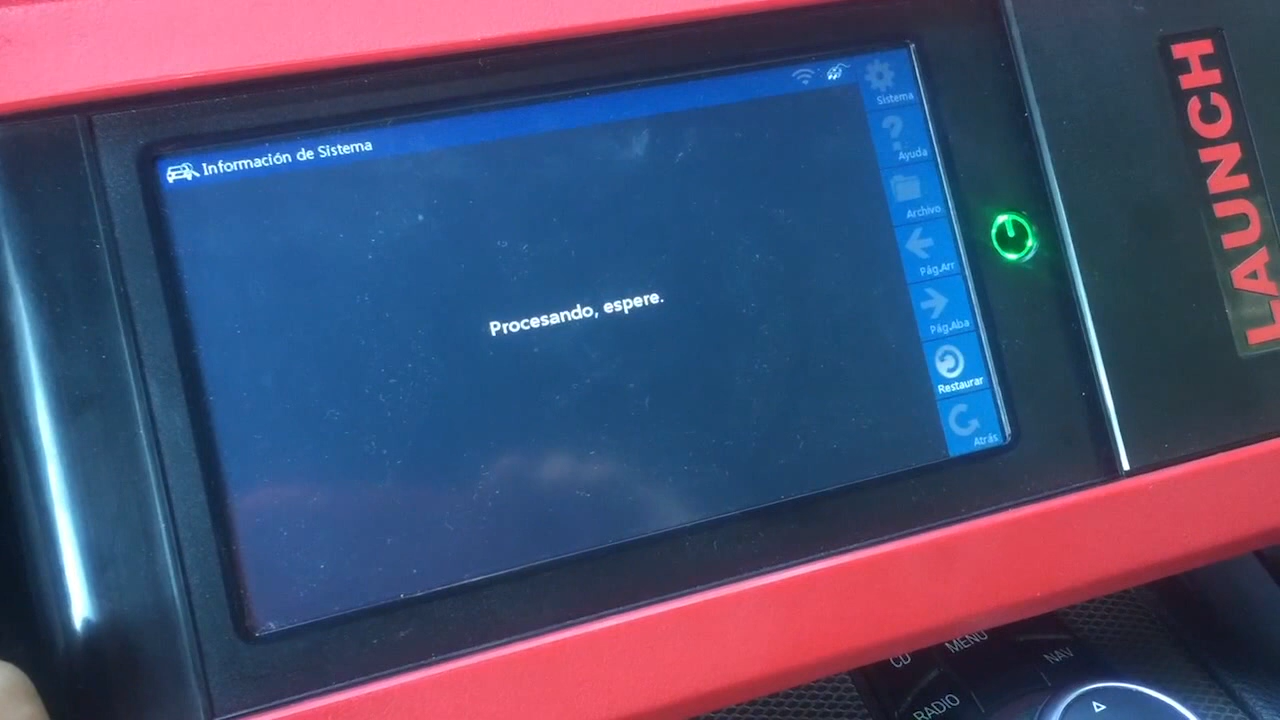 Información de Sistema
Procesando, espere.
Sistema
Ayuda
Archivo
Pág.Arr
Pág.Aba
Restaurar
Atrás
LAUNCH
CD
MENU
NAV
RADIO